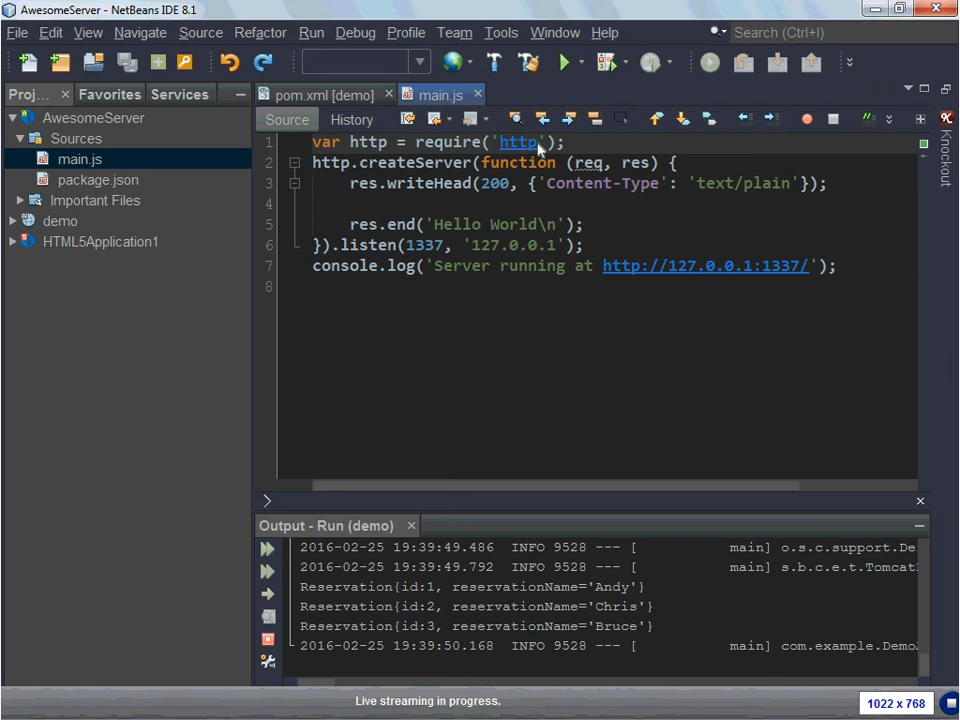 AwesomeServer - NetBeans IDE 8.1
File Edit View Navigate Source Refactor Run Debug Profile Team Tools Window Help
Search (Ctrl+I)
Proj... × Favorites Services
pom.xml [demo] × main.js ×
Source History
AwesomeServer
Sources
main.js
package.json
Important Files
demo
HTML5Application1
1 var http = require('http');
2 http.createServer(function (req, res) {
3 res.writeHead(200, {'Content-Type': 'text/plain'});
4
5 res.end('Hello World\n');
6 }).listen(1337, '127.0.0.1');
7 console.log('Server running at http://127.0.0.1:1337/');
8
Knockout
Output - Run (demo) ×
2016-02-25 19:39:49.486 INFO 9528 --- [ main] o.s.c.support.De
2016-02-25 19:39:49.792 INFO 9528 --- [ main] s.b.c.e.t.Tomcat
Reservation{id:1, reservationName='Andy'}
Reservation{id:2, reservationName='Chris'}
Reservation{id:3, reservationName='Bruce'}
2016-02-25 19:39:50.168 INFO 9528 --- [ main] com.example.Demo
Live streaming in progress.
1022 x 768